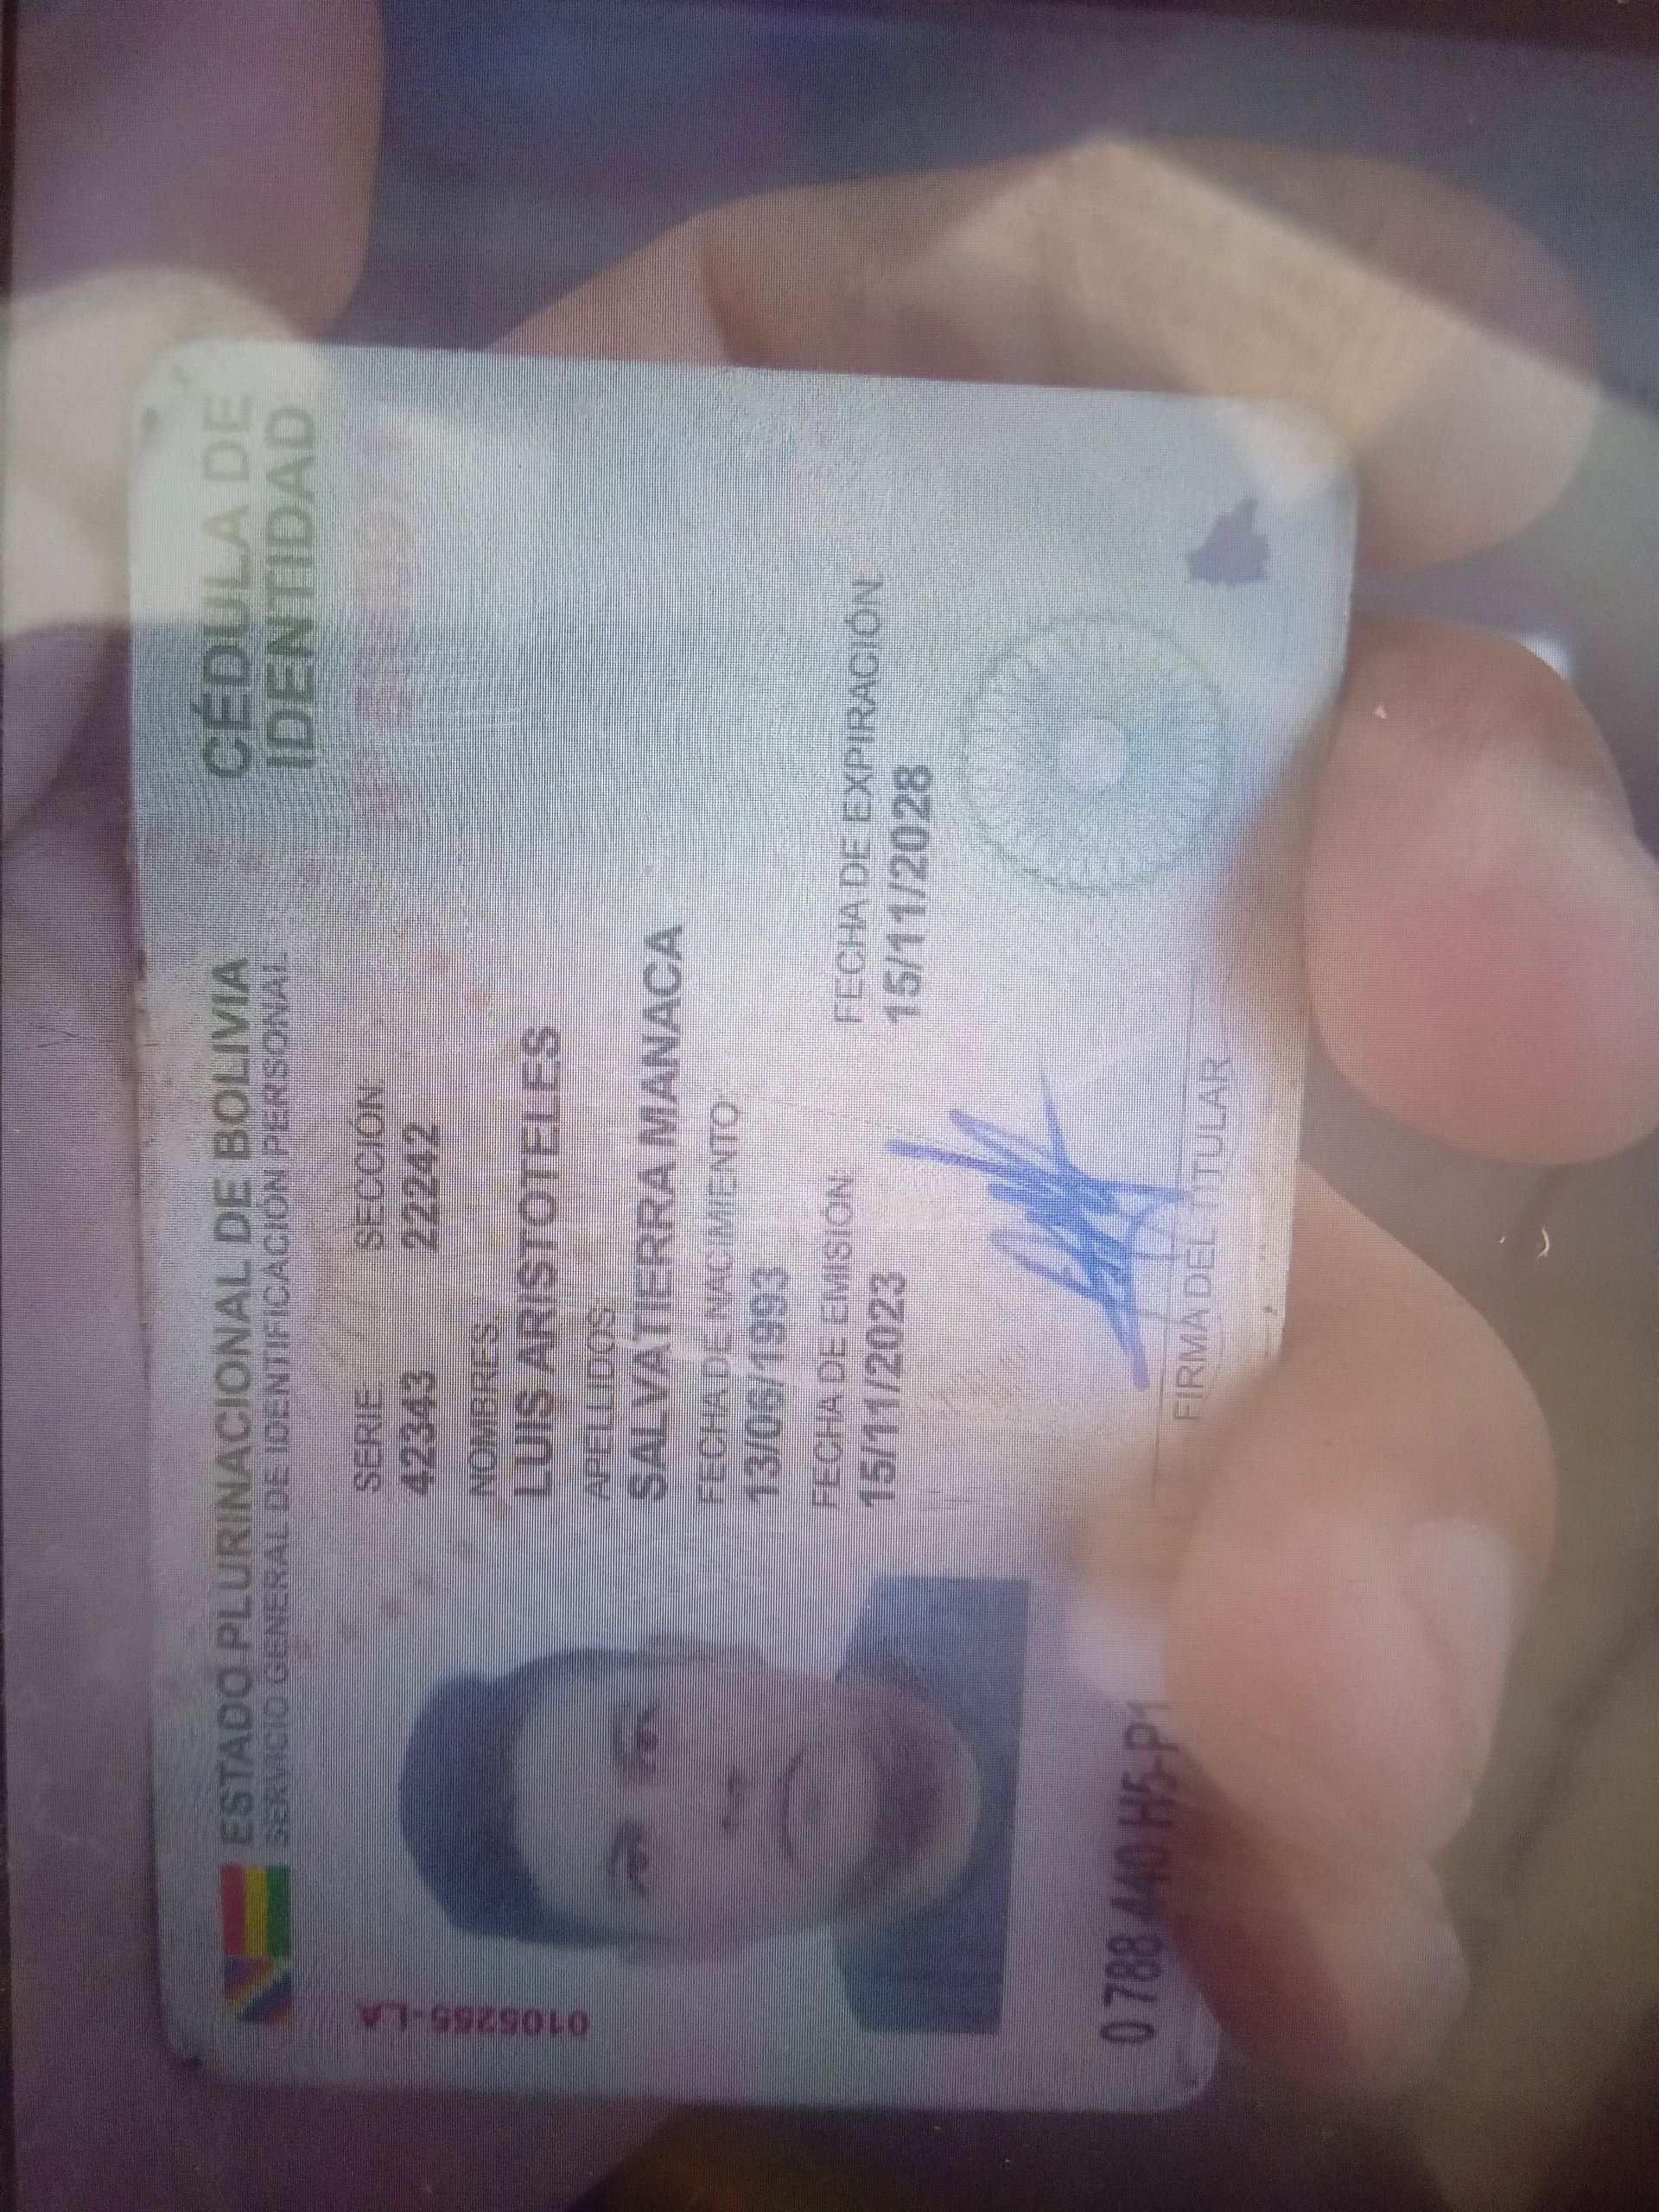 ESTADO PLURINACIONAL DE BOLIVIA
SERVICIO GENERAL DE IDENTIFICACIÓN PERSONAL
CÉDULA DE
IDENTIDAD
SERIE SECCIÓN
42343 22242
NOMBRES
LUIS ARISTOTELES
APELLIDOS
SALVATIERRA MANACA
FECHA DE NACIMIENTO
13/06/1993
FECHA DE EMISIÓN FECHA DE EXPIRACIÓN
15/11/2023 15/11/2028
FIRMA DEL TITULAR
0105255-LA
0 788 440 H5-P1